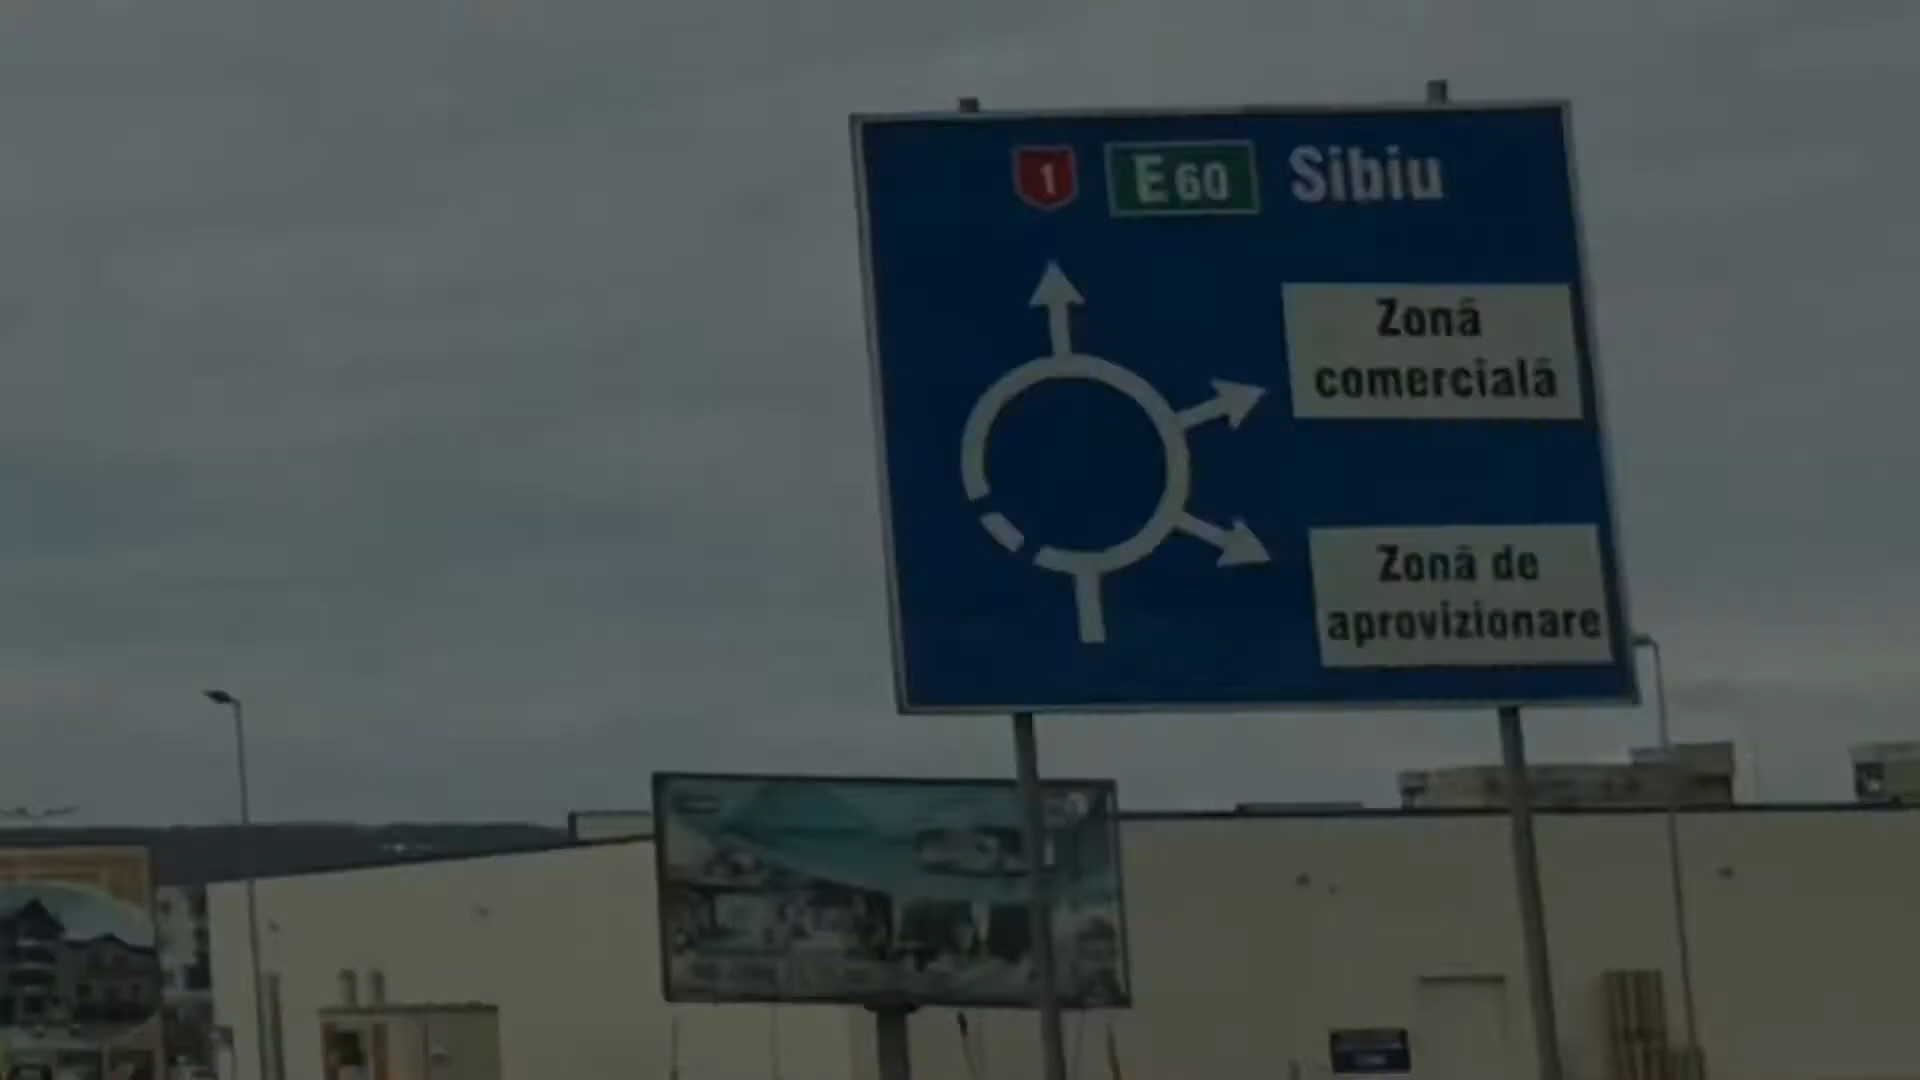 1 E60 Sibiu
Zonă
comercială
Zonă de
aprovizionare